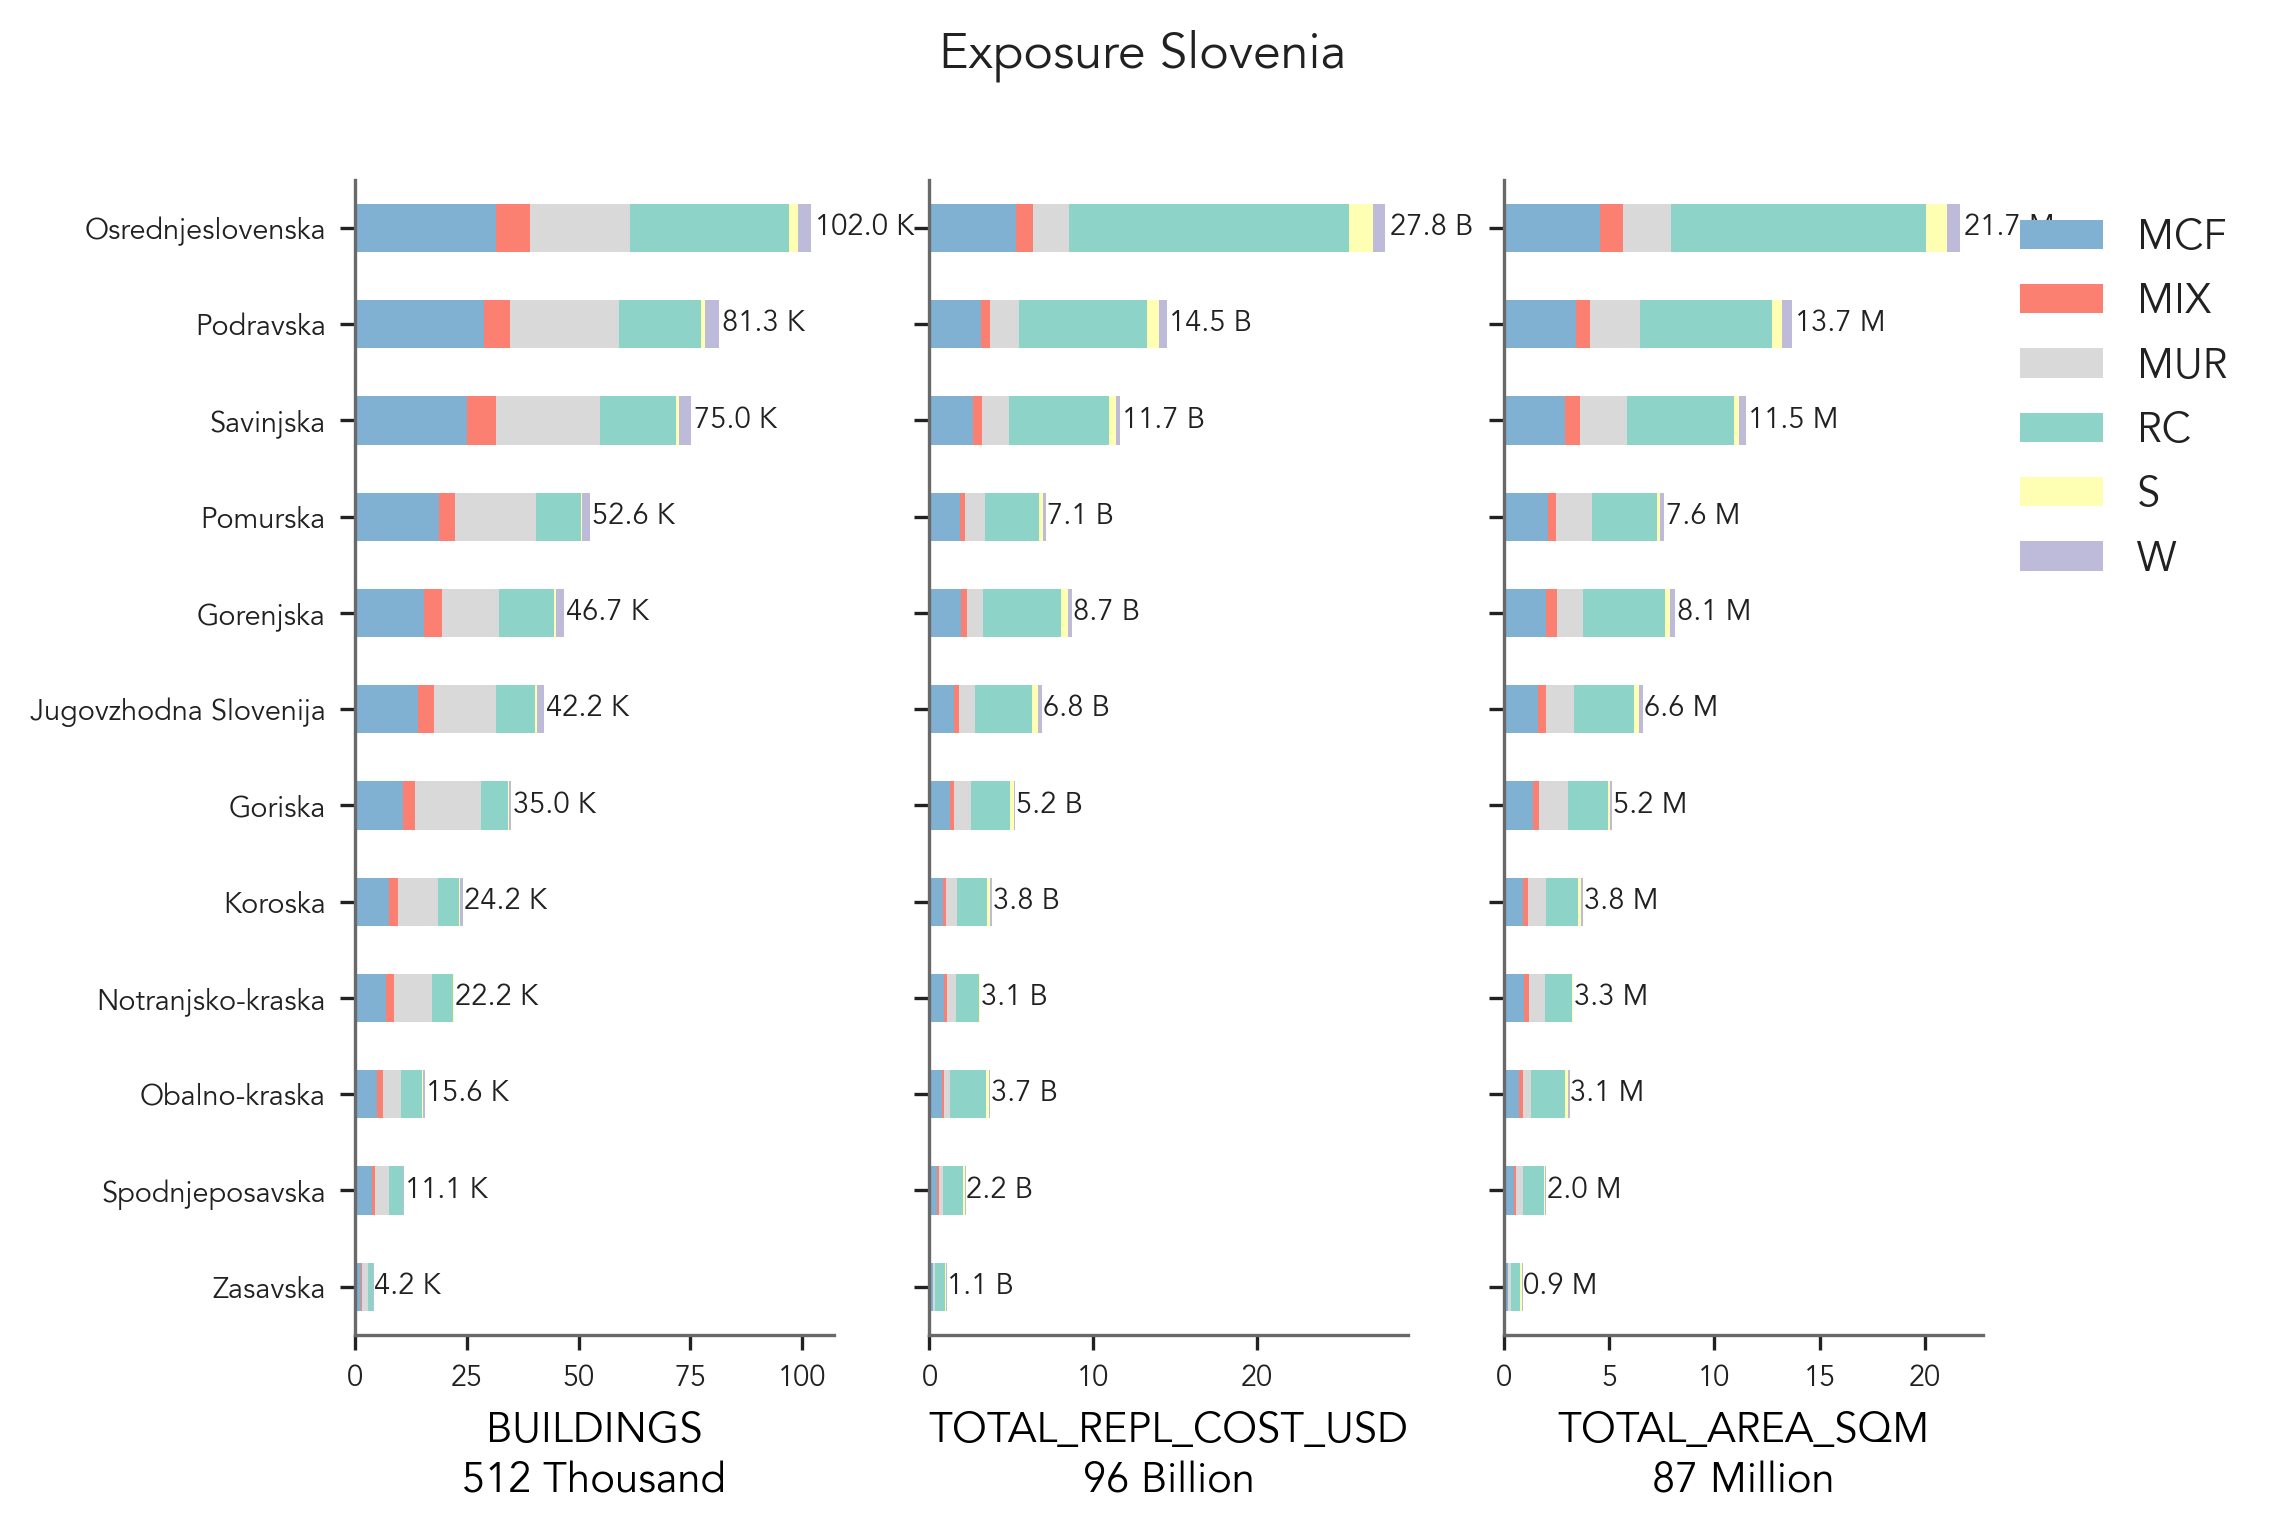 Exposure Slovenia
Osrednjeslovenska
Podravska
Savinjska
Pomurska
Gorenjska
Jugovzhodna Slovenija
Goriska
Koroska
Notranjsko-kraska
Obalno-kraska
Spodnjeposavska
Zasavska
102.0 K
81.3 K
75.0 K
52.6 K
46.7 K
42.2 K
35.0 K
24.2 K
22.2 K
15.6 K
11.1 K
4.2 K
0 25 50 75 100
BUILDINGS
512 Thousand
27.8 B
14.5 B
11.7 B
7.1 B
8.7 B
6.8 B
5.2 B
3.8 B
3.1 B
3.7 B
2.2 B
1.1 B
0 10 20
TOTAL_REPL_COST_USD
96 Billion
21.7 M
13.7 M
11.5 M
7.6 M
8.1 M
6.6 M
5.2 M
3.8 M
3.3 M
3.1 M
2.0 M
0.9 M
0 5 10 15 20
TOTAL_AREA_SQM
87 Million
MCF
MIX
MUR
RC
S
W